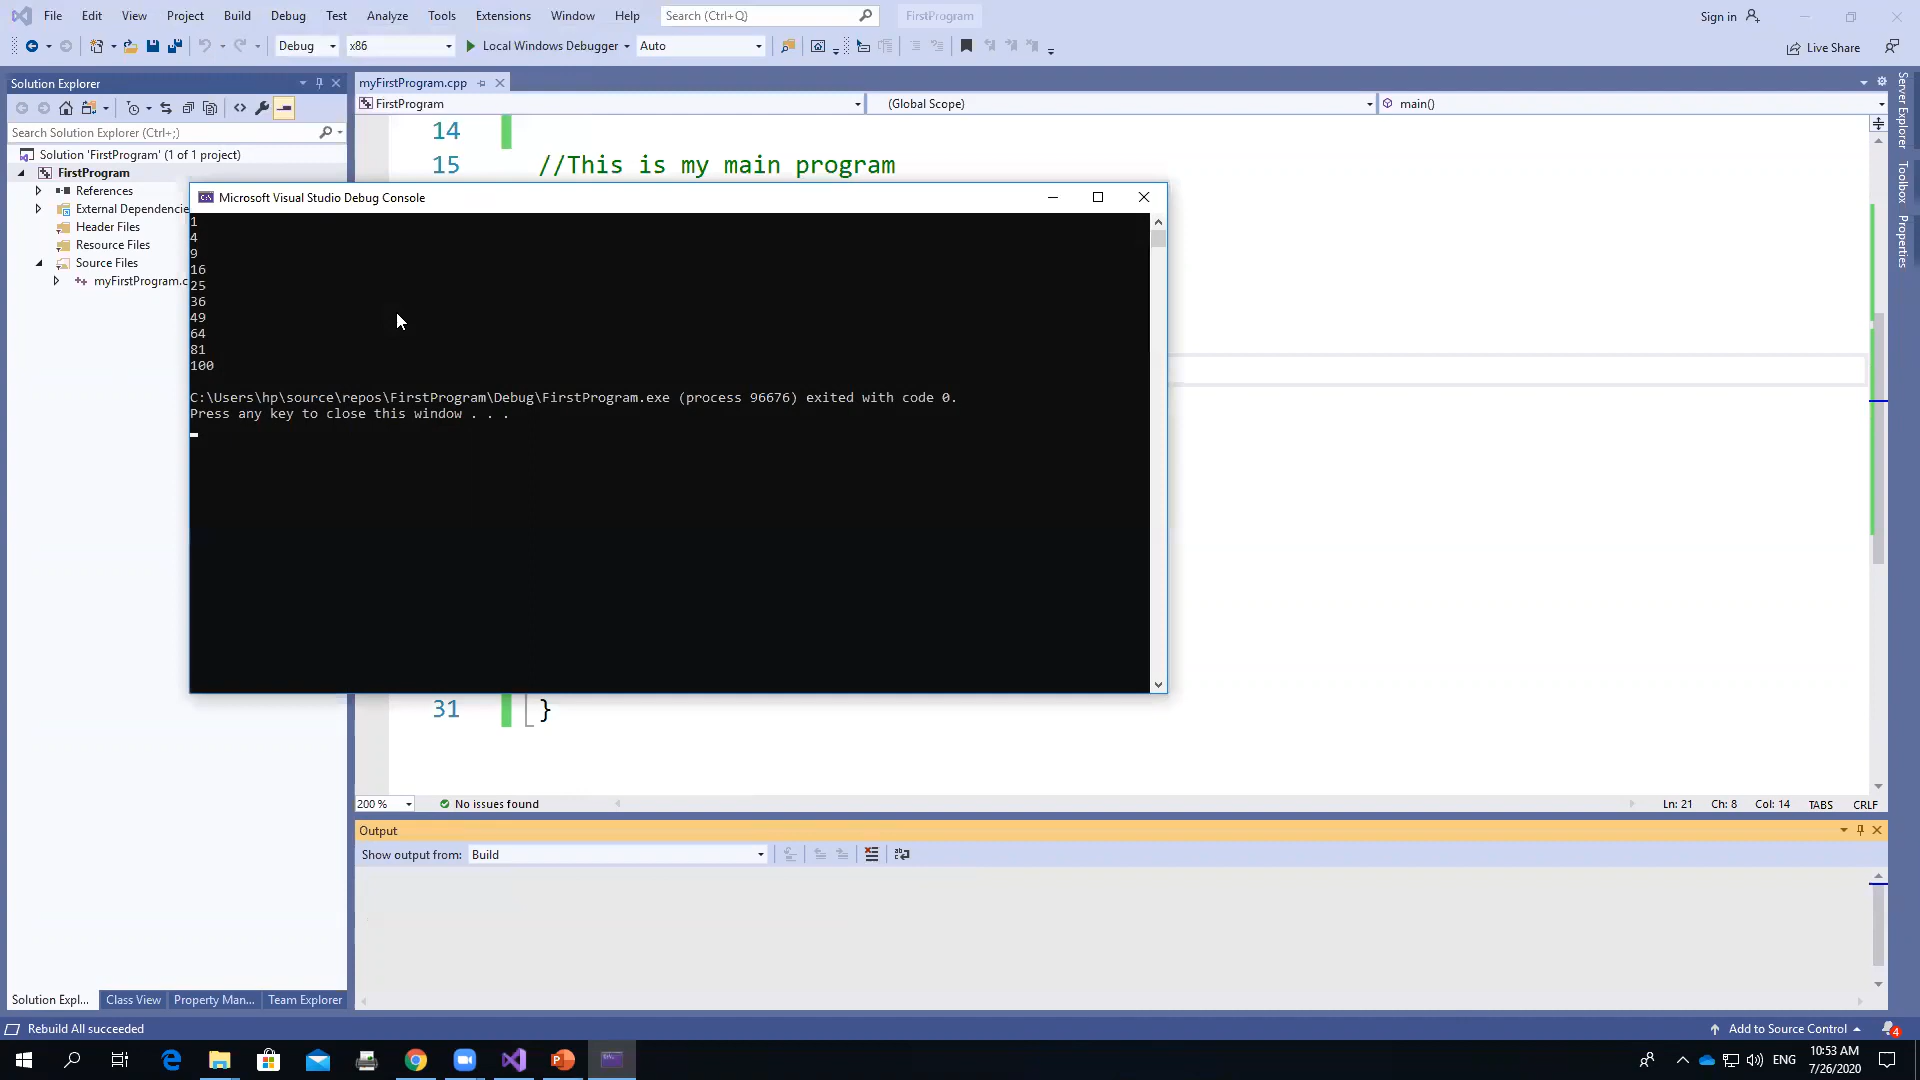 File Edit View Project Build Debug Test Analyze Tools Extensions Window Help Search (Ctrl+Q) FirstProgram Sign in
Debug x86 Local Windows Debugger Auto Live Share
Solution Explorer
Search Solution Explorer (Ctrl+;)
Solution 'FirstProgram' (1 of 1 project)
FirstProgram
References
External Dependencie
Header Files
Resource Files
Source Files
myFirstProgram.c
myFirstProgram.cpp
FirstProgram (Global Scope) main()
14
15 //This is my main program
Microsoft Visual Studio Debug Console
1
4
9
16
25
36
49
64
81
100
C:\Users\hp\source\repos\FirstProgram\Debug\FirstProgram.exe (process 96676) exited with code 0.
Press any key to close this window . . .
31 }
200 % No issues found Ln: 21 Ch: 8 Col: 14 TABS CRLF
Output
Show output from: Build
Server Explorer
Toolbox
Properties
Solution Expl... Class View Property Man... Team Explorer
Rebuild All succeeded Add to Source Control 4
ENG 10:53 AM
7/26/2020